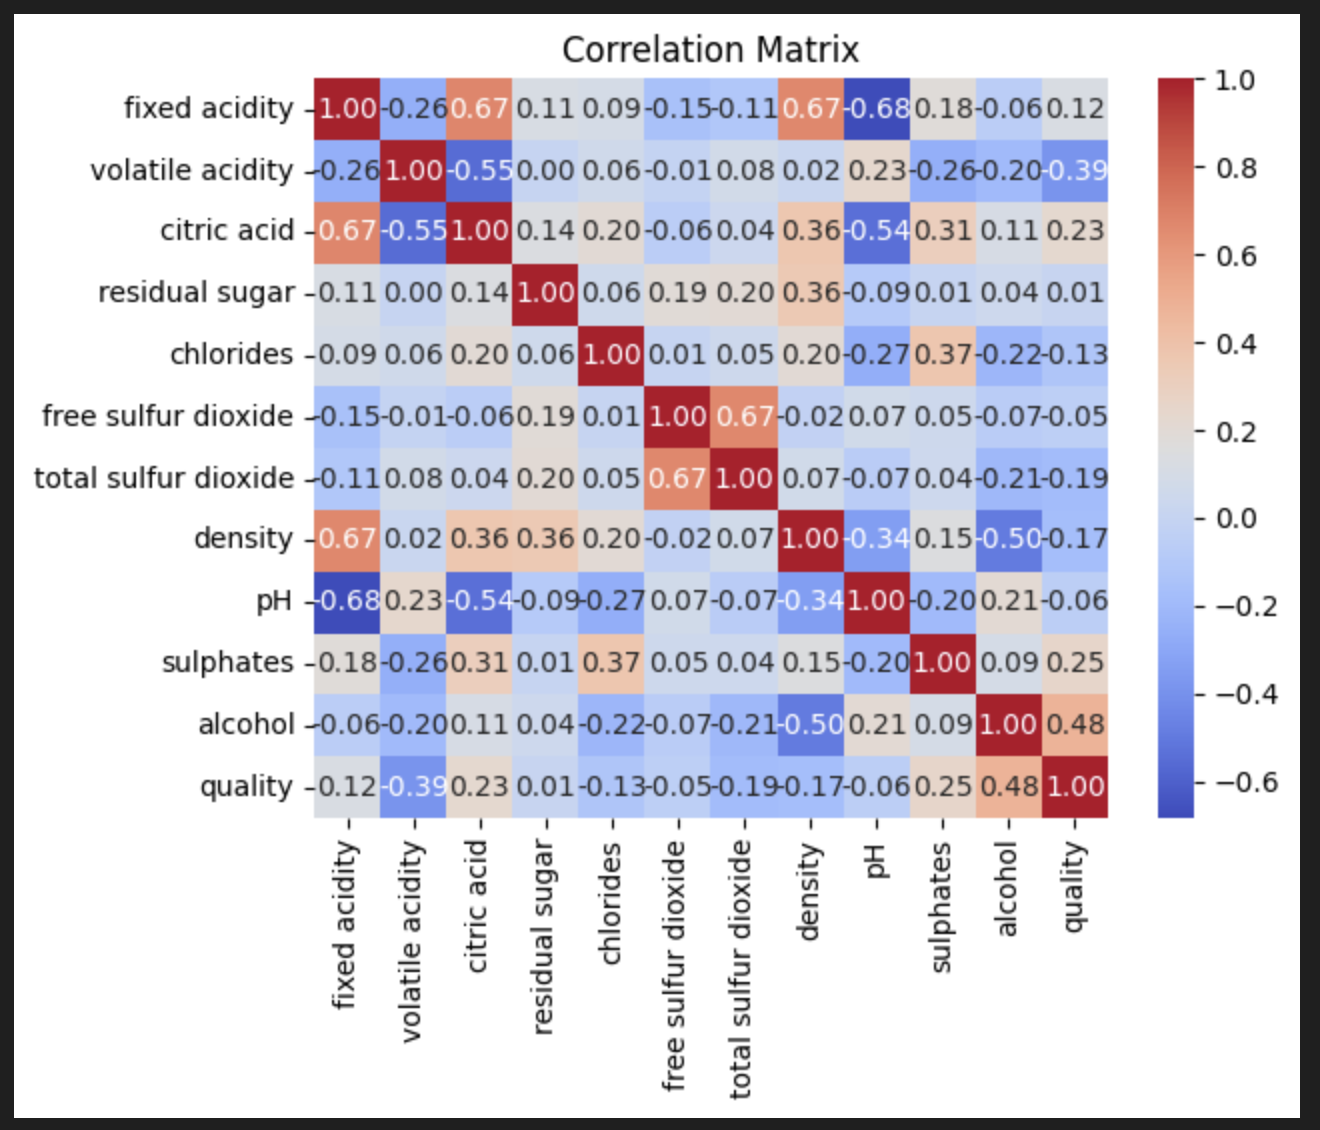 Correlation Matrix
fixed acidity 1.00 -0.26 0.67 0.11 0.09 -0.15 -0.11 0.67 -0.68 0.18 -0.06 0.12
volatile acidity -0.26 1.00 -0.55 0.00 0.06 -0.01 0.08 0.02 0.23 -0.26 -0.20 -0.39
citric acid 0.67 -0.55 1.00 0.14 0.20 -0.06 0.04 0.36 -0.54 0.31 0.11 0.23
residual sugar 0.11 0.00 0.14 1.00 0.06 0.19 0.20 0.36 -0.09 0.01 0.04 0.01
chlorides 0.09 0.06 0.20 0.06 1.00 0.01 0.05 0.20 -0.27 0.37 -0.22 -0.13
free sulfur dioxide -0.15 -0.01 -0.06 0.19 0.01 1.00 0.67 -0.02 0.07 0.05 -0.07 -0.05
total sulfur dioxide -0.11 0.08 0.04 0.20 0.05 0.67 1.00 0.07 -0.07 0.04 -0.21 -0.19
density 0.67 0.02 0.36 0.36 0.20 -0.02 0.07 1.00 -0.34 0.15 -0.50 -0.17
pH -0.68 0.23 -0.54 -0.09 -0.27 0.07 -0.07 -0.34 1.00 -0.20 0.21 -0.06
sulphates 0.18 -0.26 0.31 0.01 0.37 0.05 0.04 0.15 -0.20 1.00 0.09 0.25
alcohol -0.06 -0.20 0.11 0.04 -0.22 -0.07 -0.21 -0.50 0.21 0.09 1.00 0.48
quality 0.12 -0.39 0.23 0.01 -0.13 -0.05 -0.19 -0.17 -0.06 0.25 0.48 1.00
fixed acidity
volatile acidity
citric acid
residual sugar
chlorides
free sulfur dioxide
total sulfur dioxide
density
pH
sulphates
alcohol
quality
1.0
0.8
0.6
0.4
0.2
0.0
−0.2
−0.4
−0.6